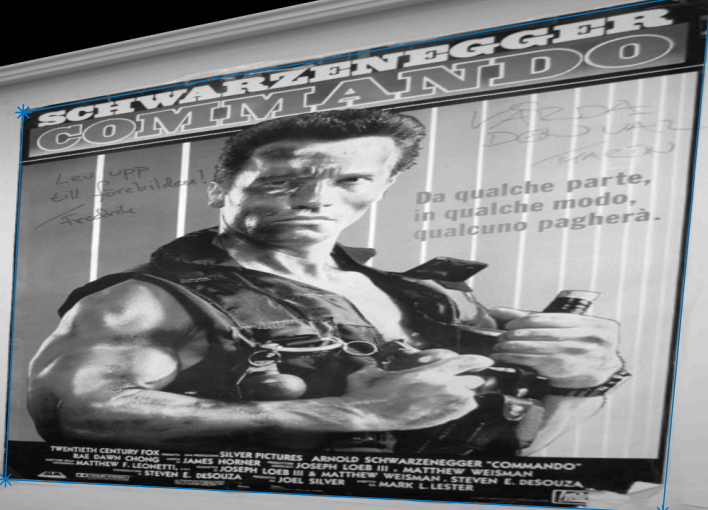 SCHWARZENEGGER
COMMANDO
VÅRDA
Lev upp
till förebilden!
/Fredrik
Da qualche parte,
in qualche modo,
qualcuno pagherà.
TWENTIETH CENTURY FOX SILVER PICTURES ARNOLD SCHWARZENEGGER "COMMANDO"
RAE DAWN CHONG JAMES HORNER JOSEPH LOEB III & MATTHEW WEISMAN
MATTHEW F. LEONETTI, JOSEPH LOEB III & MATTHEW WEISMAN STEVEN E. DESOUZA
STEVEN E. DESOUZA JOEL SILVER MARK L. LESTER